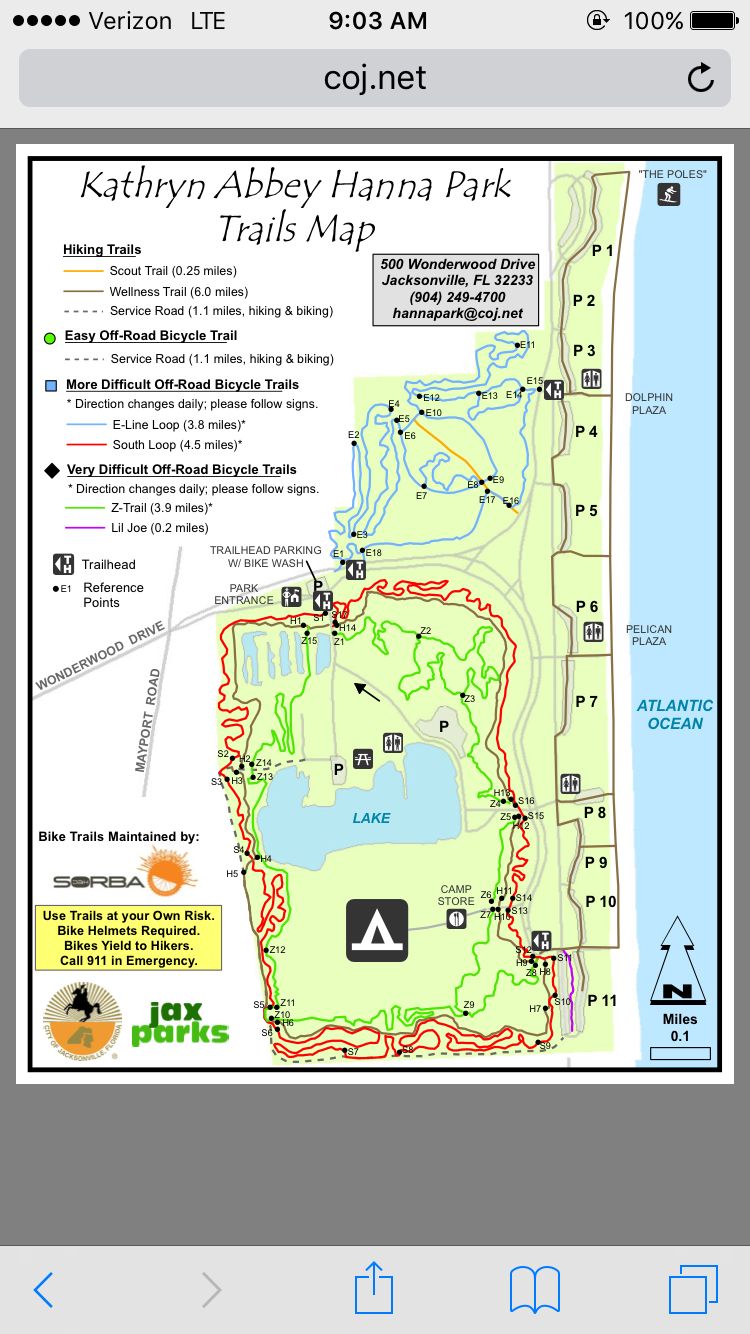 Verizon LTE 9:03 AM 100%
coj.net
Kathryn Abbey Hanna Park
Trails Map
"THE POLES"
Hiking Trails
Scout Trail (0.25 miles)
Wellness Trail (6.0 miles)
Service Road (1.1 miles, hiking & biking)
Easy Off-Road Bicycle Trail
Service Road (1.1 miles, hiking & biking)
More Difficult Off-Road Bicycle Trails
* Direction changes daily; please follow signs.
E-Line Loop (3.8 miles)*
South Loop (4.5 miles)*
Very Difficult Off-Road Bicycle Trails
* Direction changes daily; please follow signs.
Z-Trail (3.9 miles)*
Lil Joe (0.2 miles)
TH Trailhead
E1 Reference
Points
500 Wonderwood Drive
Jacksonville, FL 32233
(904) 249-4700
hannapark@coj.net
P 1
P 2
P 3
DOLPHIN
PLAZA
P 4
P 5
P 6
PELICAN
PLAZA
P 7
ATLANTIC
OCEAN
P 8
P 9
P 10
P 11
E11
E15
TH
E14
E13
E12
E10
E4
E5
E6
E2
E9
E8
E7
E17
E16
E3
E18
E1
TH
TRAILHEAD PARKING
W/ BIKE WASH
P
PARK
ENTRANCE
TH
S1
S17
H1
H14
Z15
Z1
Z2
Z3
WONDERWOOD DRIVE
MAYPORT ROAD
P
P
LAKE
S2
H2
Z14
S3
H3
Z13
H13
Z4
S16
Z5
S15
H12
S4
H4
H5
CAMP
STORE
Z6
H11
S14
Z7
H10
S13
TH
S12
S11
H9
Z8
H8
Z12
S10
H7
S5
Z11
Z10
H6
S6
Z9
S7
S8
S9
Bike Trails Maintained by:
SORBA
Use Trails at your Own Risk.
Bike Helmets Required.
Bikes Yield to Hikers.
Call 911 in Emergency.
CITY OF JACKSONVILLE, FLORIDA
®
jax
parks
N
Miles
0.1